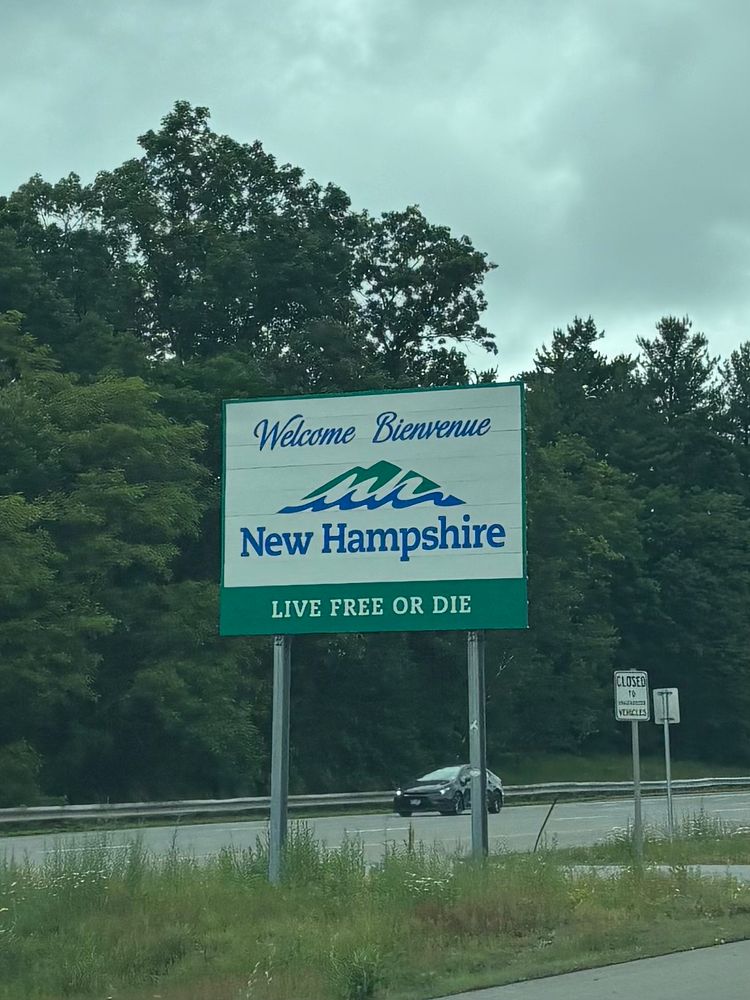 Welcome Bienvenue
New Hampshire
LIVE FREE OR DIE
CLOSED
TO
VEHICLES